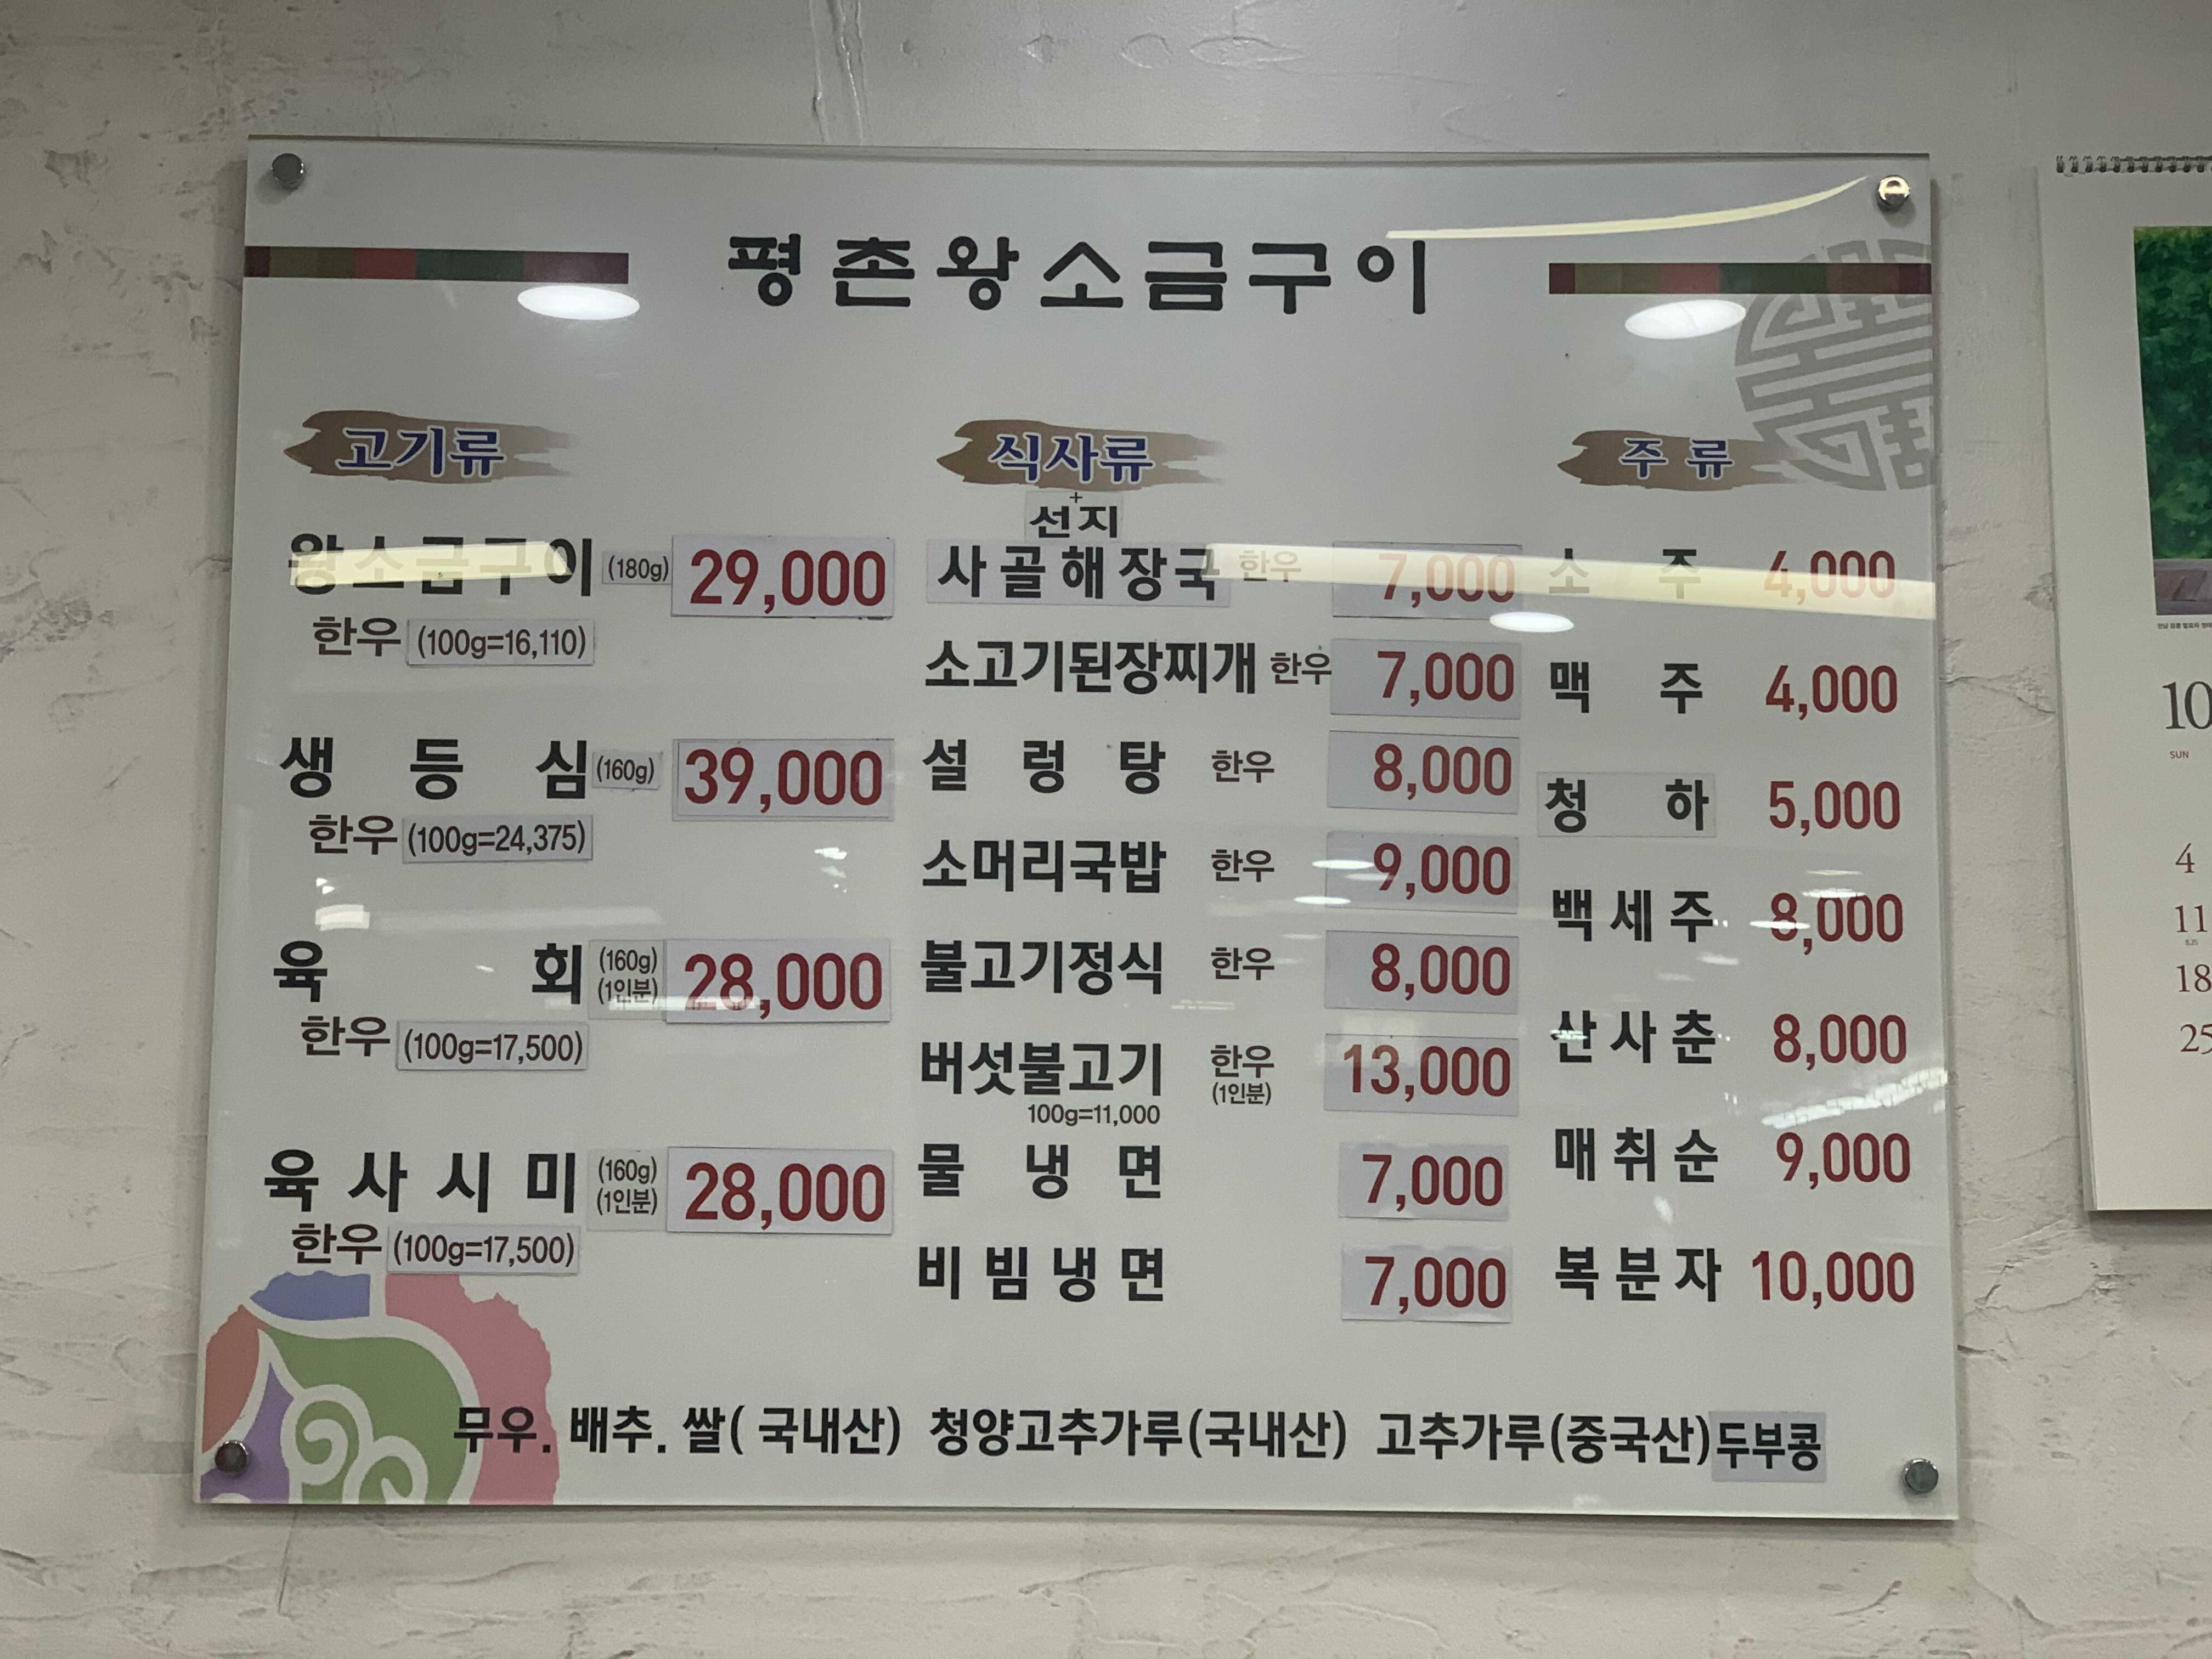 평촌왕소금구이
고기류
왕소금구이 (180g) 29,000
한우 (100g=16,110)
생등심 (160g) 39,000
한우 (100g=24,375)
육회 (160g) (1인분) 28,000
한우 (100g=17,500)
육사시미 (160g) (1인분) 28,000
한우 (100g=17,500)
식사류
+
선지
사골해장국 한우 7,000
소고기된장찌개 한우 7,000
설렁탕 한우 8,000
소머리국밥 한우 9,000
불고기정식 한우 8,000
버섯불고기 한우 (1인분) 13,000
100g=11,000
물냉면 7,000
비빔냉면 7,000
주류
소주 4,000
맥주 4,000
청하 5,000
백세주 8,000
산사춘 8,000
매취순 9,000
복분자 10,000
무우. 배추. 쌀( 국내산) 청양고추가루(국내산) 고추가루(중국산)두부콩
10
SUN
4
11
18
25